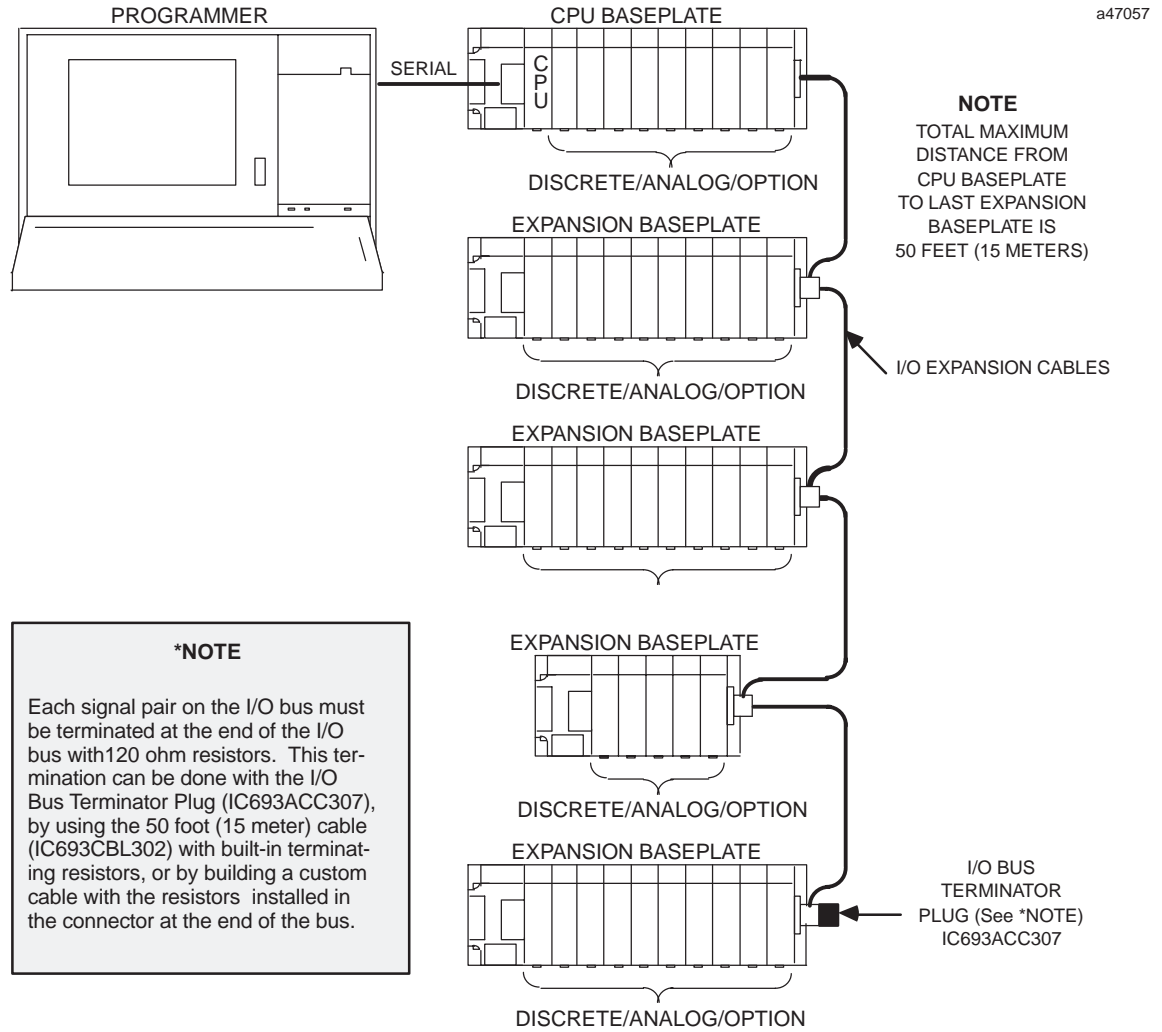 PROGRAMMER
CPU BASEPLATE
a47057
SERIAL
C
P
U
DISCRETE/ANALOG/OPTION
NOTE
TOTAL MAXIMUM
DISTANCE FROM
CPU BASEPLATE
TO LAST EXPANSION
BASEPLATE IS
50 FEET (15 METERS)
EXPANSION BASEPLATE
DISCRETE/ANALOG/OPTION
I/O EXPANSION CABLES
EXPANSION BASEPLATE
*NOTE
Each signal pair on the I/O bus must
be terminated at the end of the I/O
bus with120 ohm resistors.  This ter-
mination can be done with the I/O
Bus Terminator Plug (IC693ACC307),
by using the 50 foot (15 meter) cable
(IC693CBL302) with built-in terminat-
ing resistors, or by building a custom
cable with the resistors  installed in
the connector at the end of the bus.
EXPANSION BASEPLATE
DISCRETE/ANALOG/OPTION
EXPANSION BASEPLATE
I/O BUS
TERMINATOR
PLUG (See *NOTE)
IC693ACC307
DISCRETE/ANALOG/OPTION